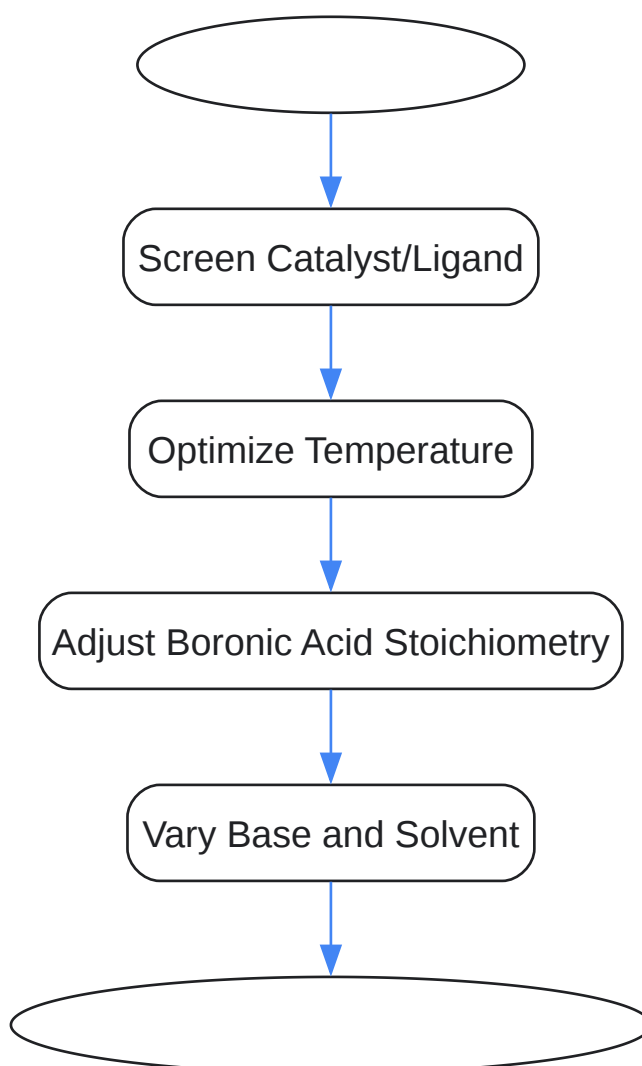 Screen Catalyst/Ligand
Optimize Temperature
Adjust Boronic Acid Stoichiometry
Vary Base and Solvent